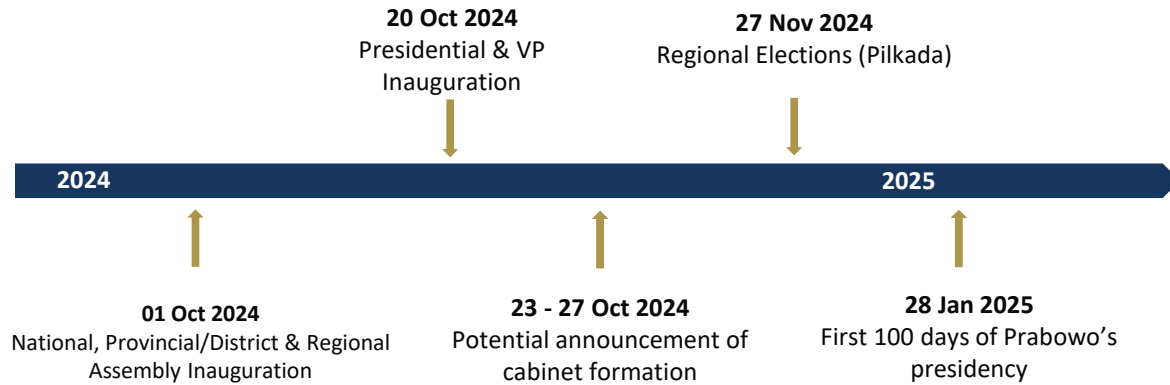 20 Oct 2024
Presidential & VP
Inauguration
27 Nov 2024
Regional Elections (Pilkada)
2024
2025
01 Oct 2024
National, Provincial/District & Regional
Assembly Inauguration
23 - 27 Oct 2024
Potential announcement of
cabinet formation
28 Jan 2025
First 100 days of Prabowo’s
presidency